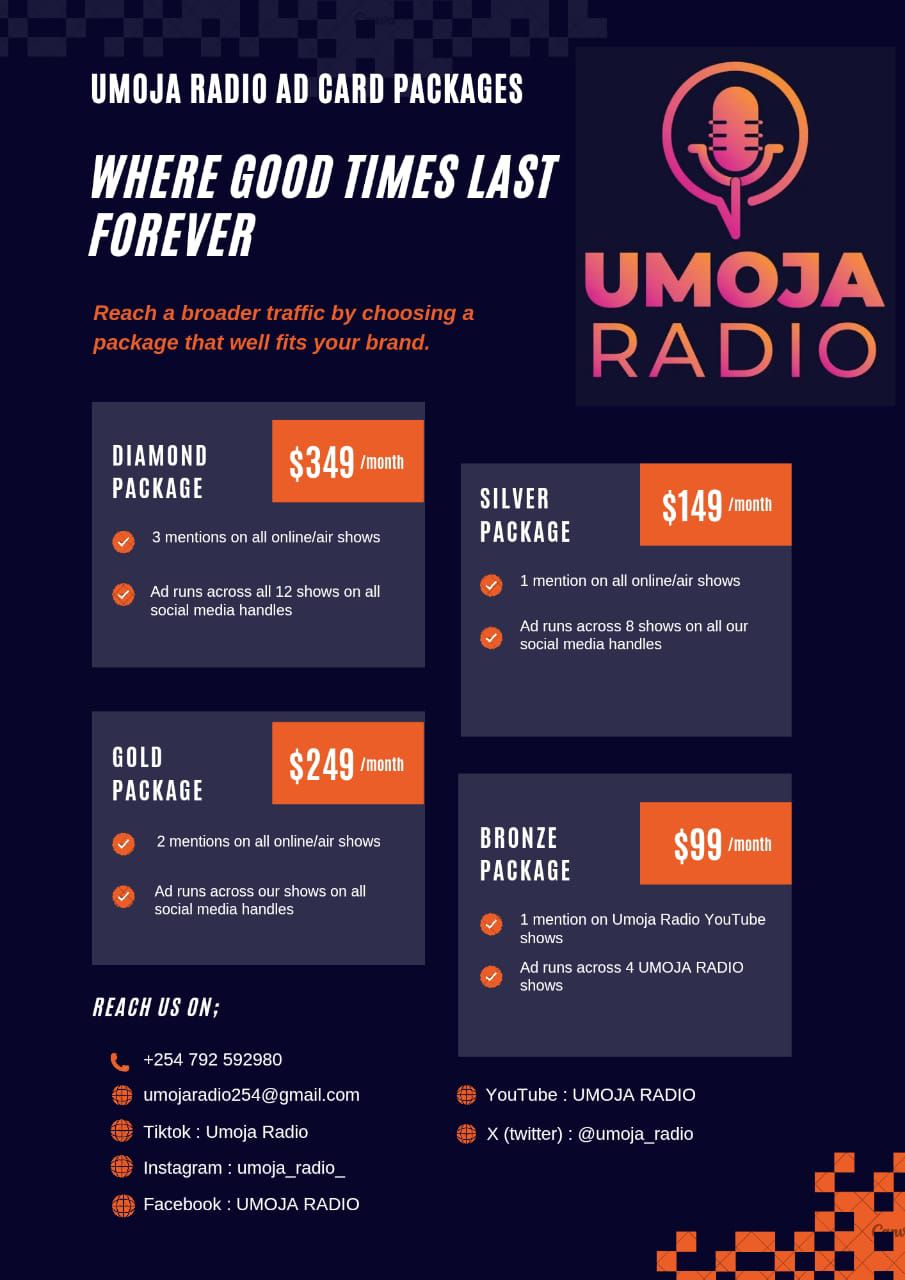 UMOJA RADIO AD CARD PACKAGES
WHERE GOOD TIMES LAST
FOREVER
Reach a broader traffic by choosing a
package that well fits your brand.
UMOJA
RADIO
DIAMOND
PACKAGE
$349 /month
3 mentions on all online/air shows
Ad runs across all 12 shows on all
social media handles
SILVER
PACKAGE
$149 /month
1 mention on all online/air shows
Ad runs across 8 shows on all our
social media handles
GOLD
PACKAGE
$249 /month
2 mentions on all online/air shows
Ad runs across our shows on all
social media handles
BRONZE
PACKAGE
$99 /month
1 mention on Umoja Radio YouTube
shows
Ad runs across 4 UMOJA RADIO
shows
REACH US ON;
+254 792 592980
umojaradio254@gmail.com
Tiktok : Umoja Radio
Instagram : umoja_radio_
Facebook : UMOJA RADIO
YouTube : UMOJA RADIO
X (twitter) : @umoja_radio